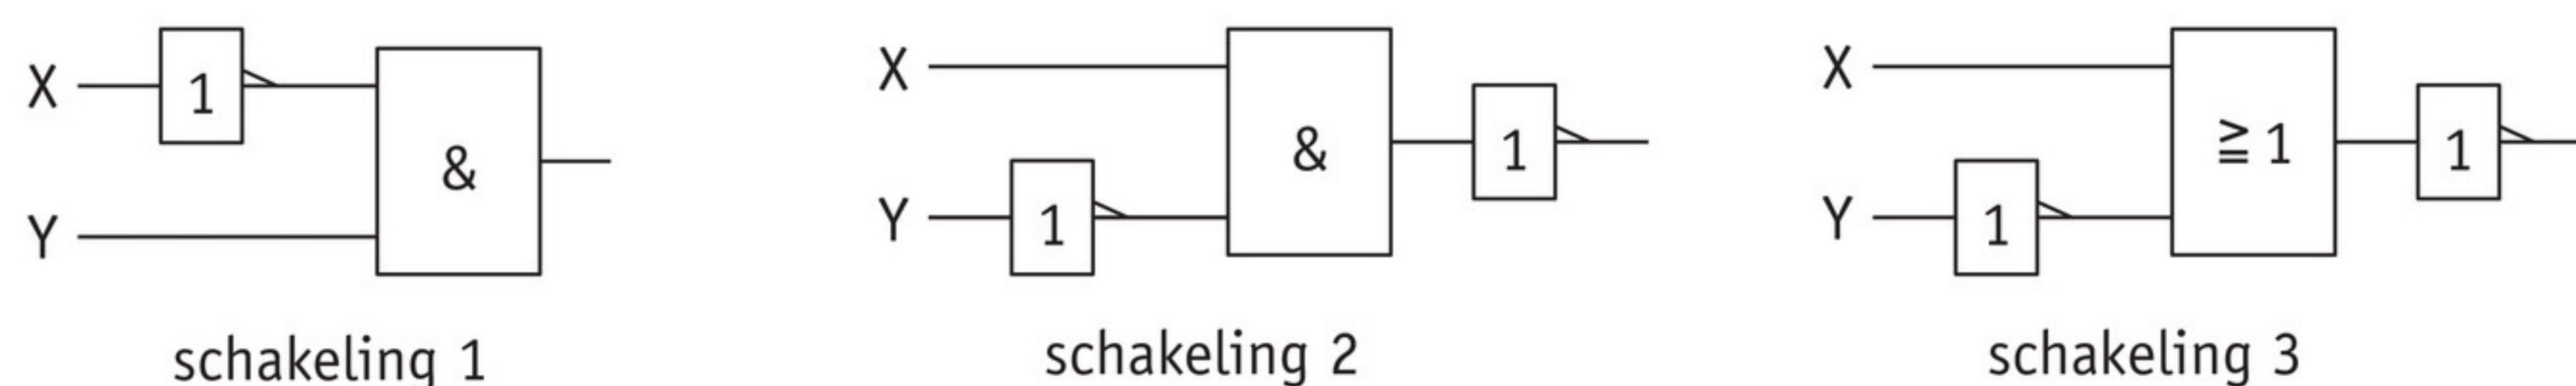 X
1
&
Y
schakeling 1
X
&
1
Y
1
schakeling 2
X
≧ 1
1
Y
1
schakeling 3